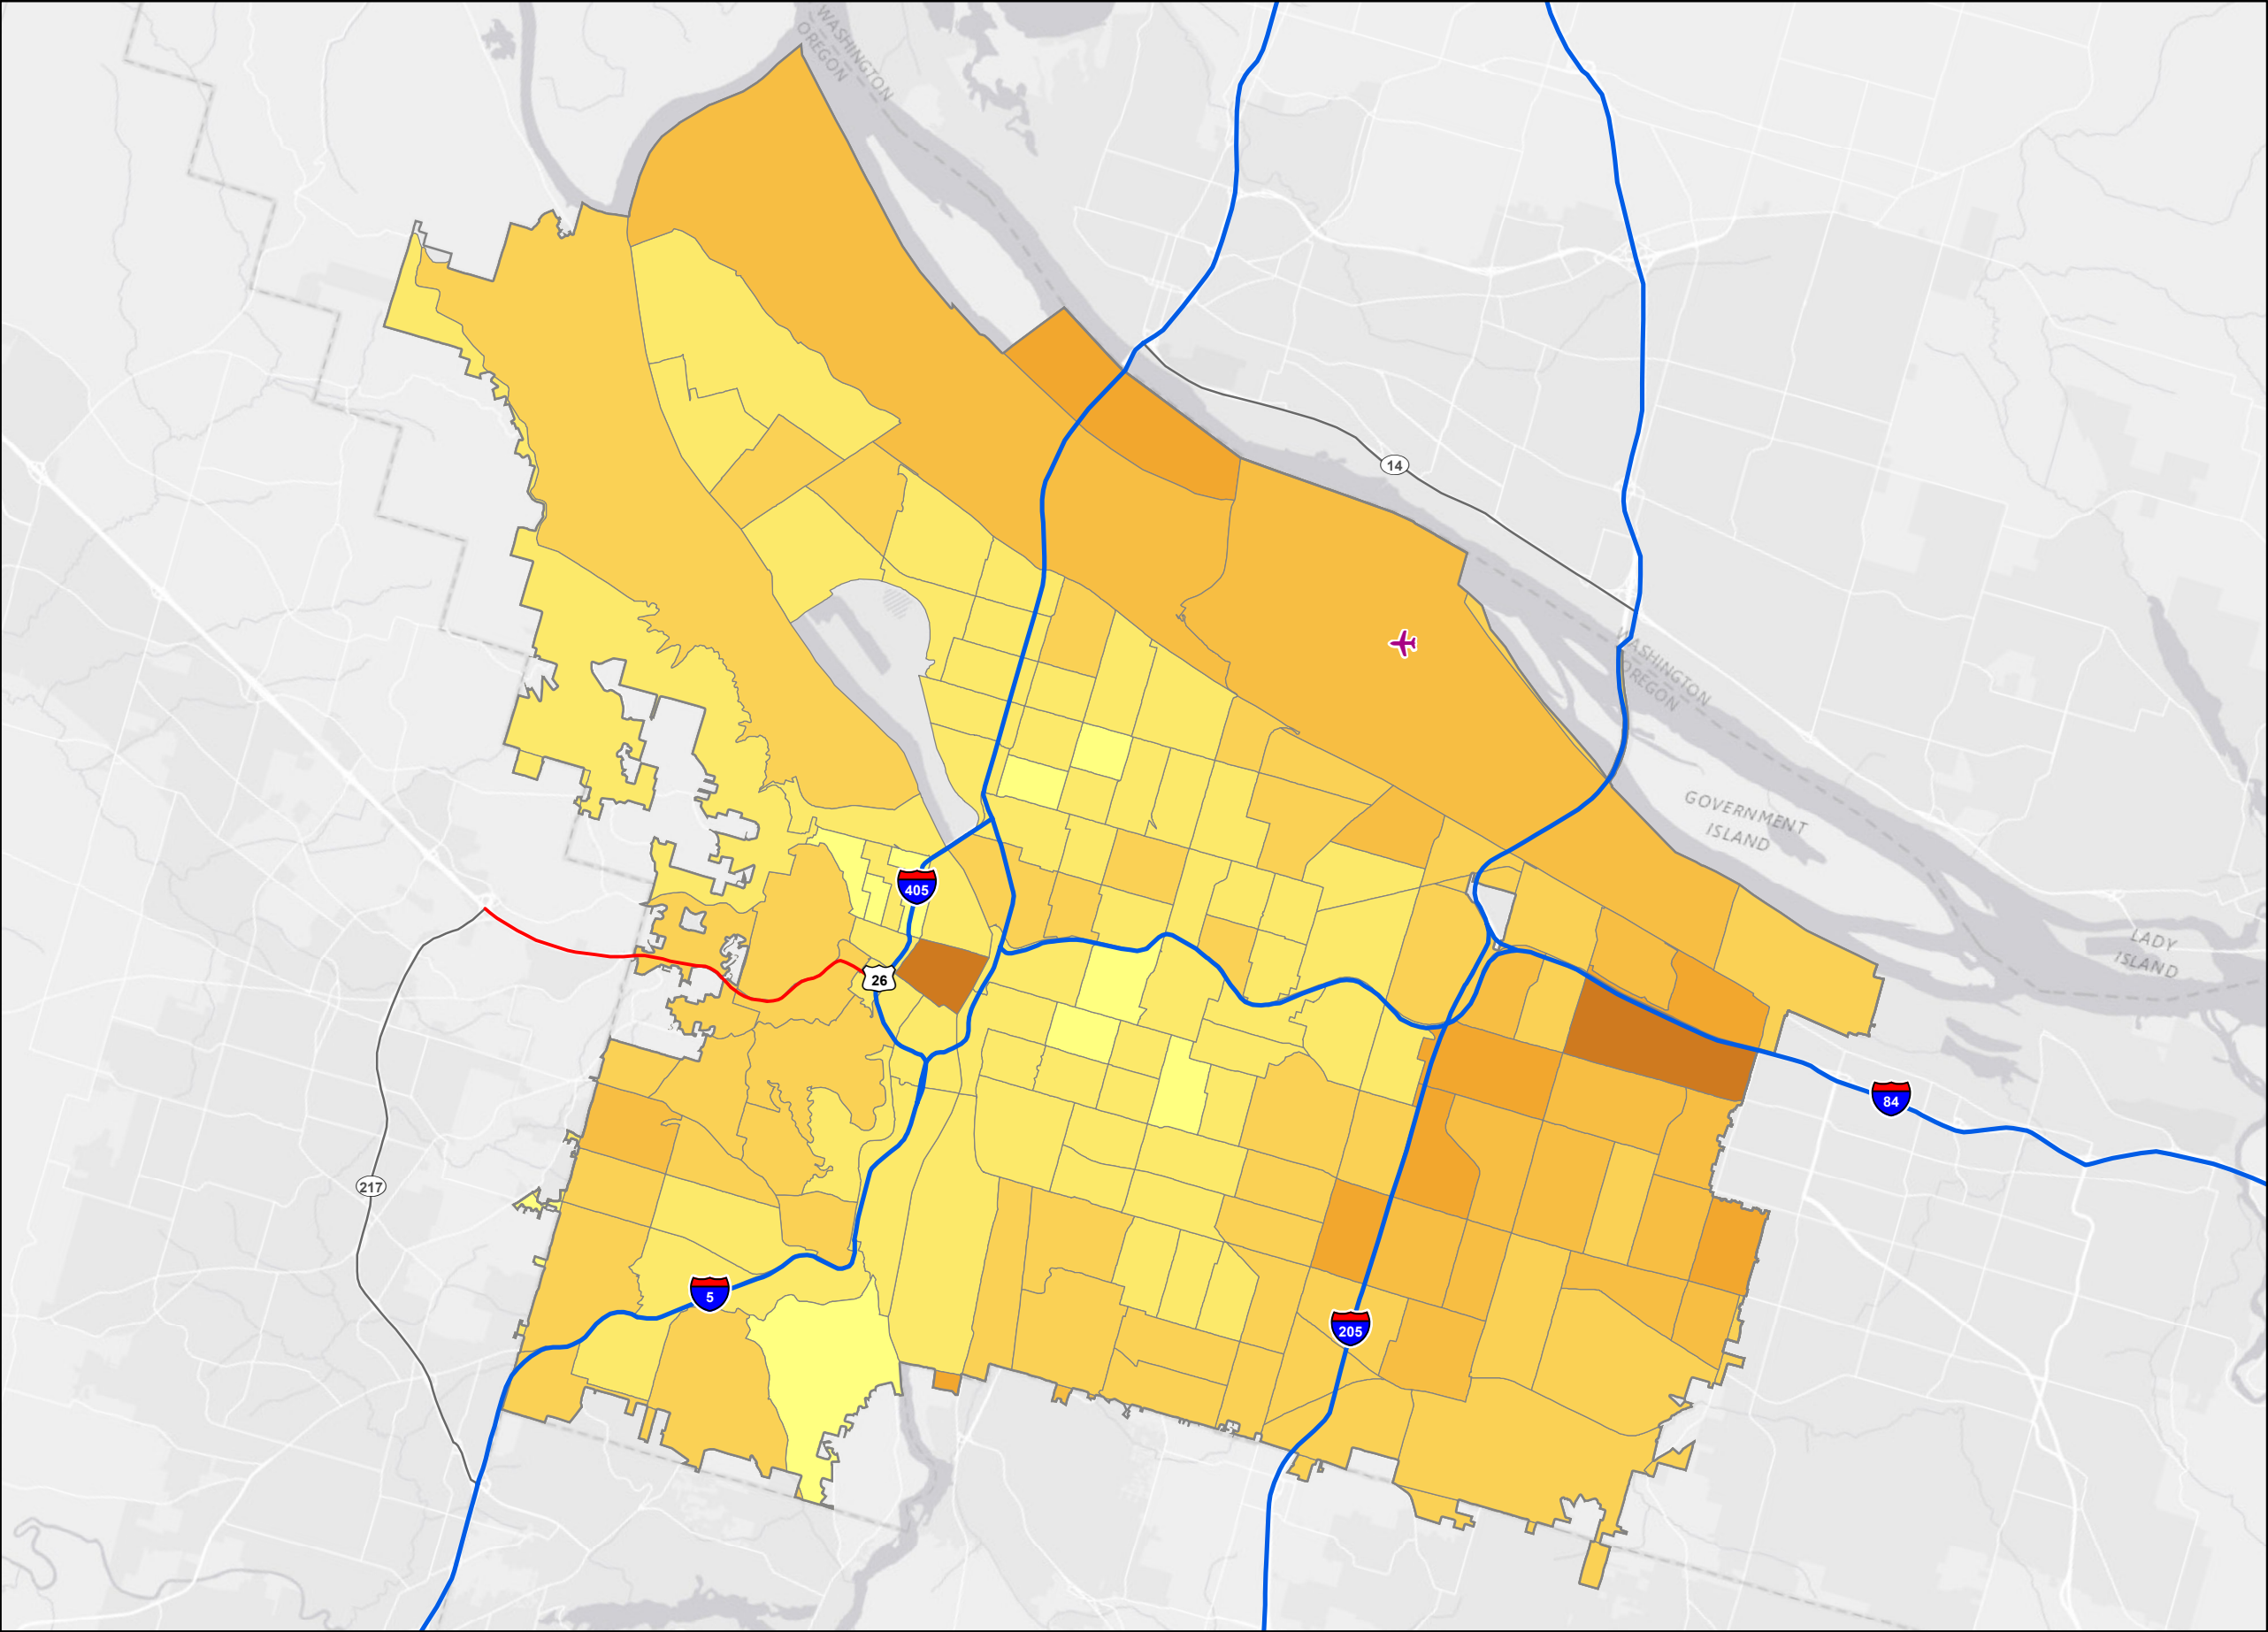 WASHINGTON
OREGON
14
WASHINGTON
OREGON
GOVERNMENT
ISLAND
405
LADY
ISLAND
26
84
217
5
205